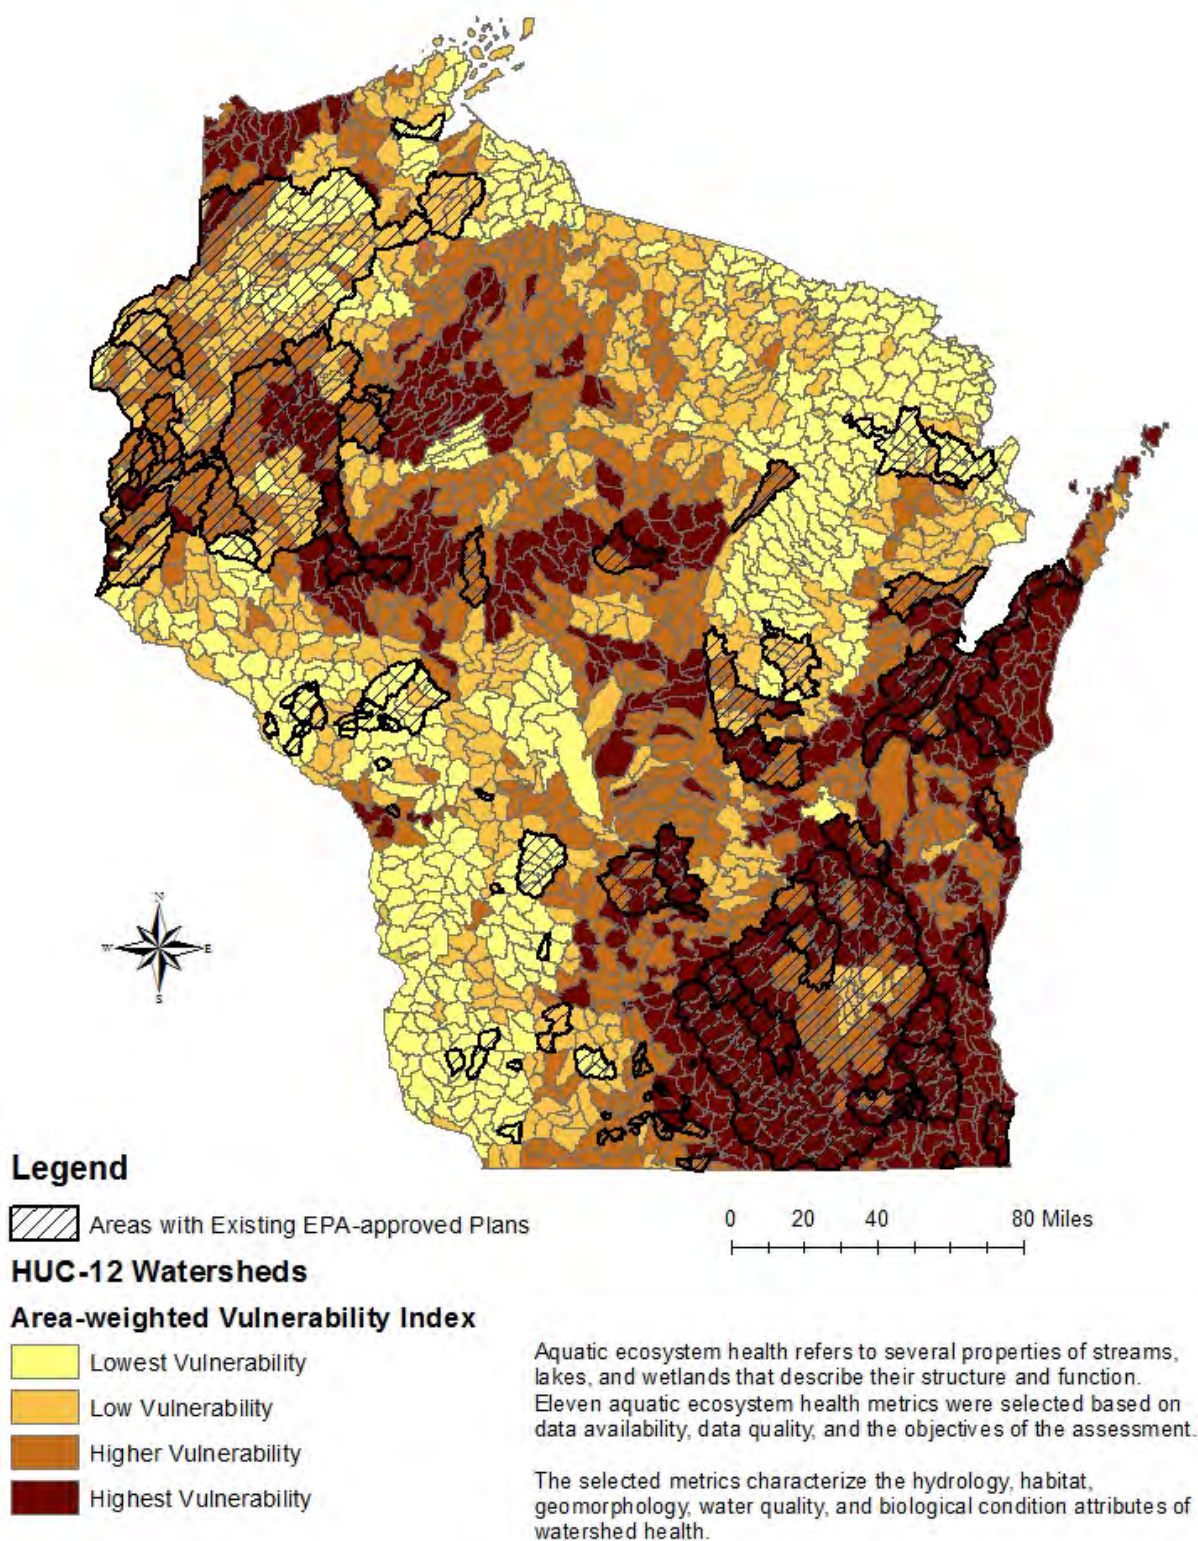 N
W
E
S
Legend
Areas with Existing EPA-approved Plans
HUC-12 Watersheds
Area-weighted Vulnerability Index
Lowest Vulnerability
Low Vulnerability
Higher Vulnerability
Highest Vulnerability
0 20 40 80 Miles
Aquatic ecosystem health refers to several properties of streams,
lakes, and wetlands that describe their structure and function.
Eleven aquatic ecosystem health metrics were selected based on
data availability, data quality, and the objectives of the assessment.
The selected metrics characterize the hydrology, habitat,
geomorphology, water quality, and biological condition attributes of
watershed health.